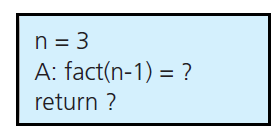 n = 3
A: fact(n-1) = ?
return ?